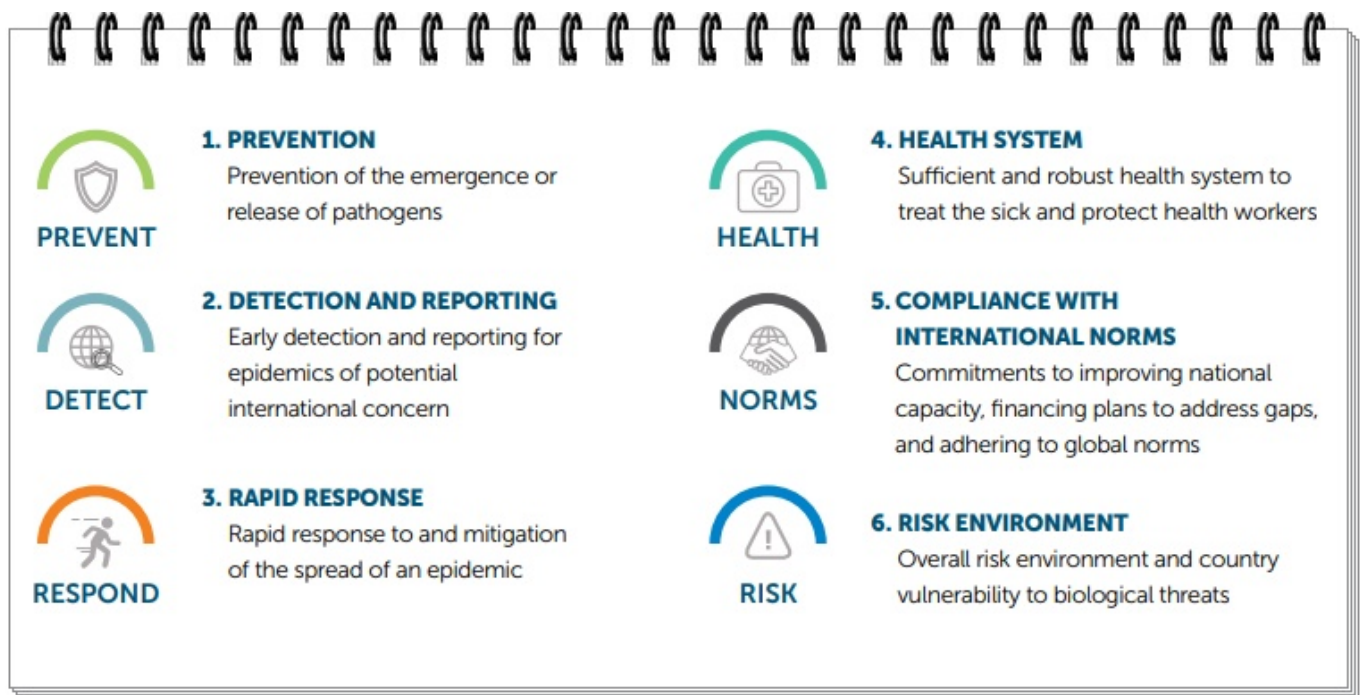 PREVENT
1. PREVENTION
Prevention of the emergence or
release of pathogens
DETECT
2. DETECTION AND REPORTING
Early detection and reporting for
epidemics of potential
international concern
RESPOND
3. RAPID RESPONSE
Rapid response to and mitigation
of the spread of an epidemic
HEALTH
4. HEALTH SYSTEM
Sufficient and robust health system to
treat the sick and protect health workers
NORMS
5. COMPLIANCE WITH
INTERNATIONAL NORMS
Commitments to improving national
capacity, financing plans to address gaps,
and adhering to global norms
RISK
6. RISK ENVIRONMENT
Overall risk environment and country
vulnerability to biological threats